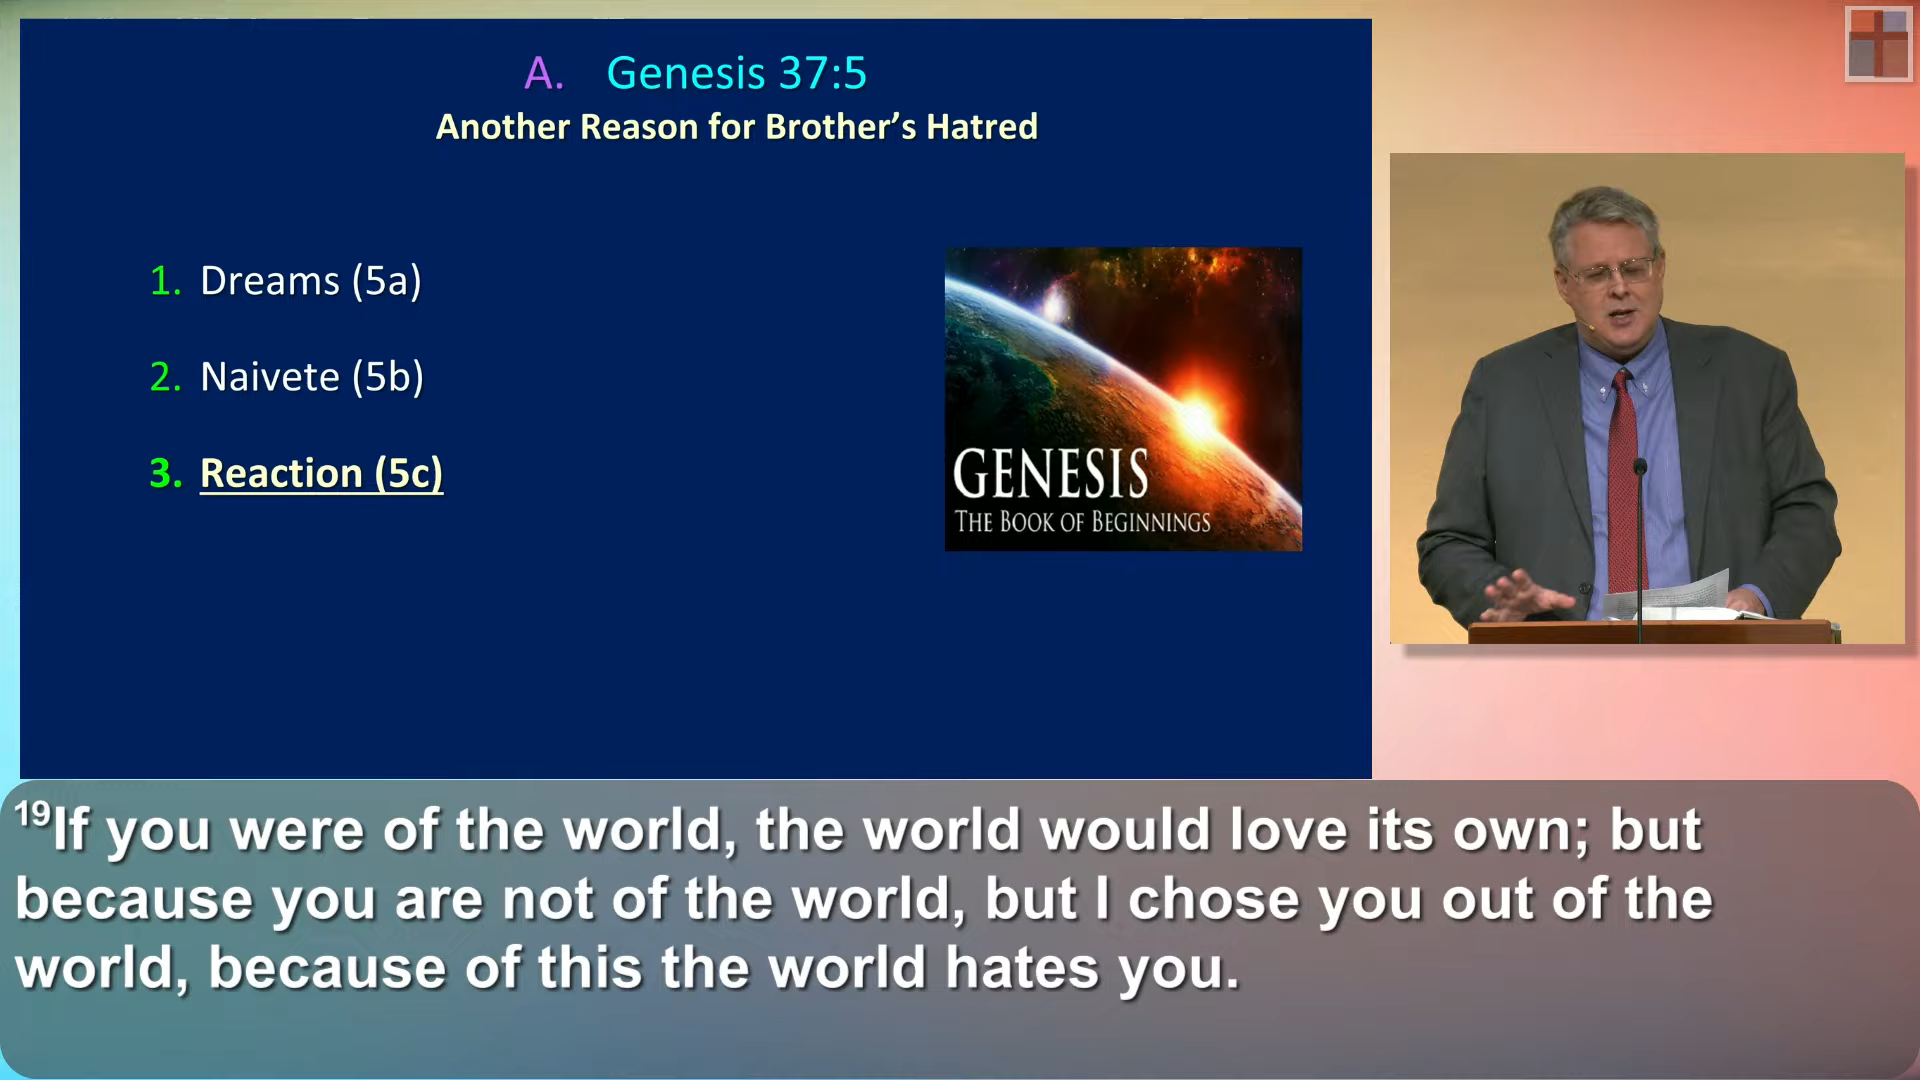 A. Genesis 37:5
Another Reason for Brother’s Hatred
1. Dreams (5a)
2. Naivete (5b)
3. Reaction (5c)
GENESIS
THE BOOK OF BEGINNINGS
19If you were of the world, the world would love its own; but
because you are not of the world, but I chose you out of the
world, because of this the world hates you.